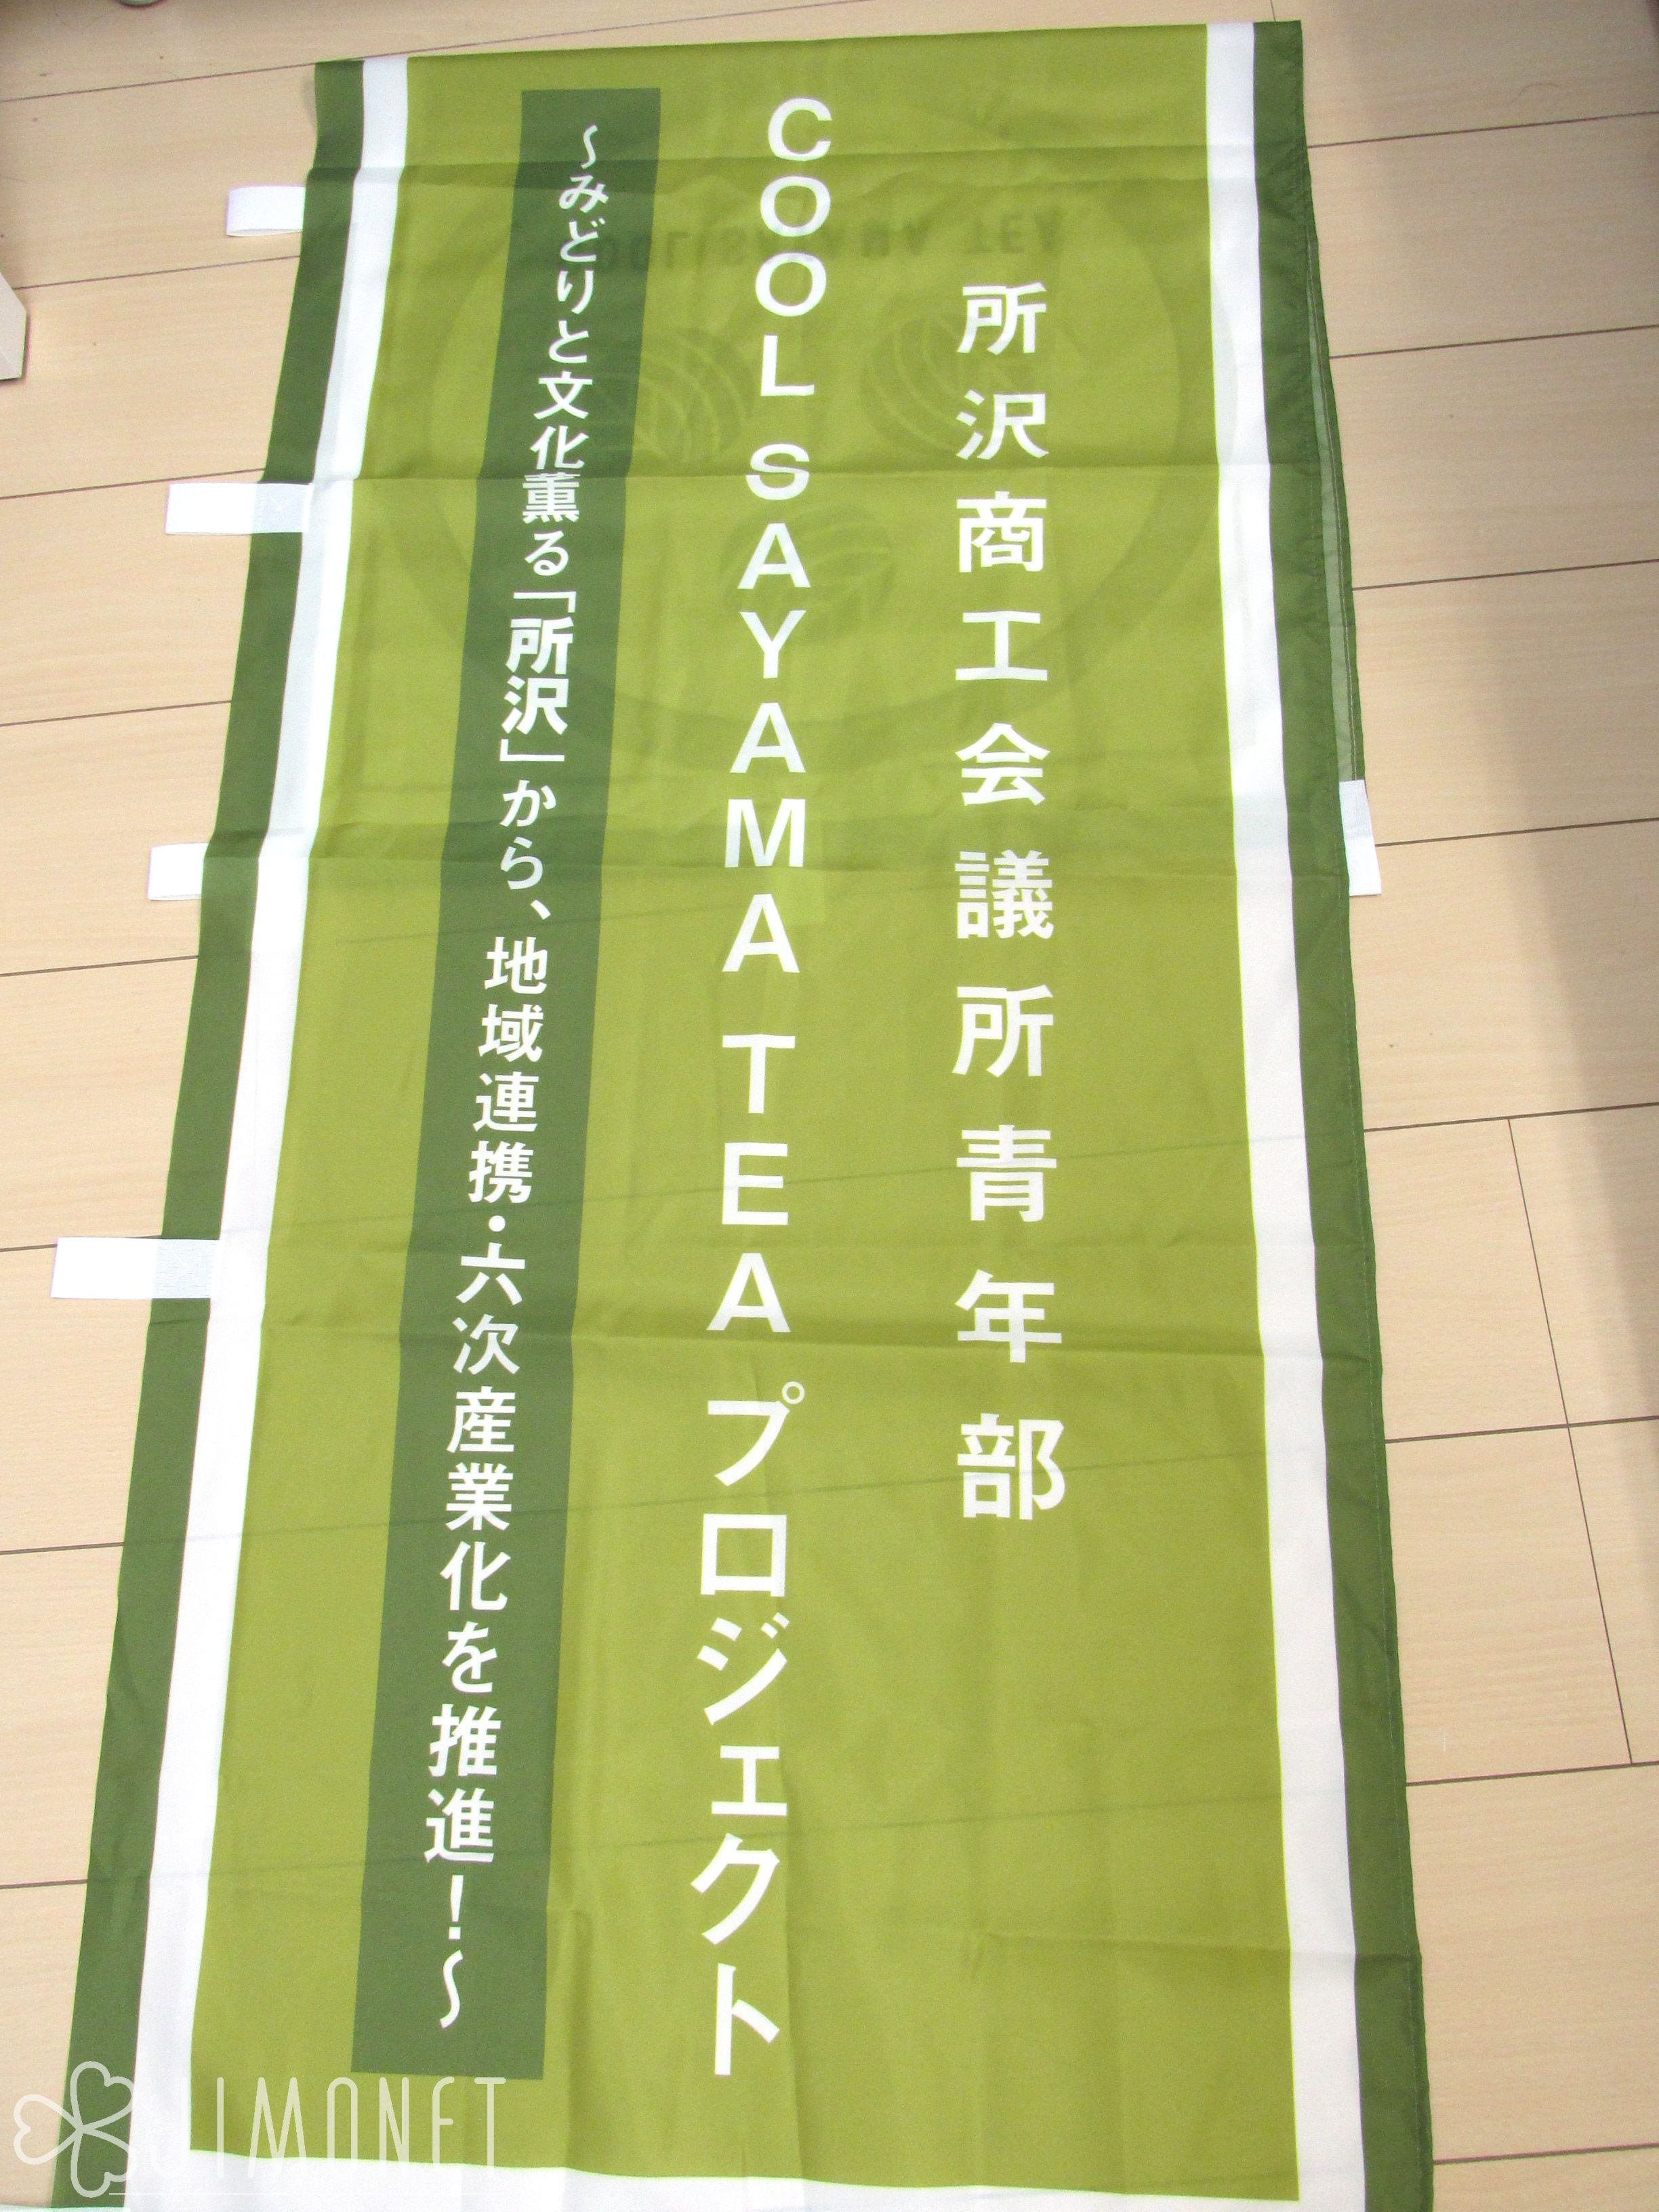 所沢商工会議所青年部
COOL SAYAMA TEA プロジェクト
～みどりと文化薫る「所沢」から、地域連携・六次産業化を推進！～
JIMONET